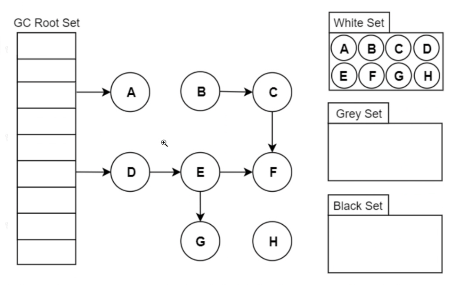 GC Root Set
White Set
A B C D
E F G H
A B C
Grey Set
D E F
Black Set
G H